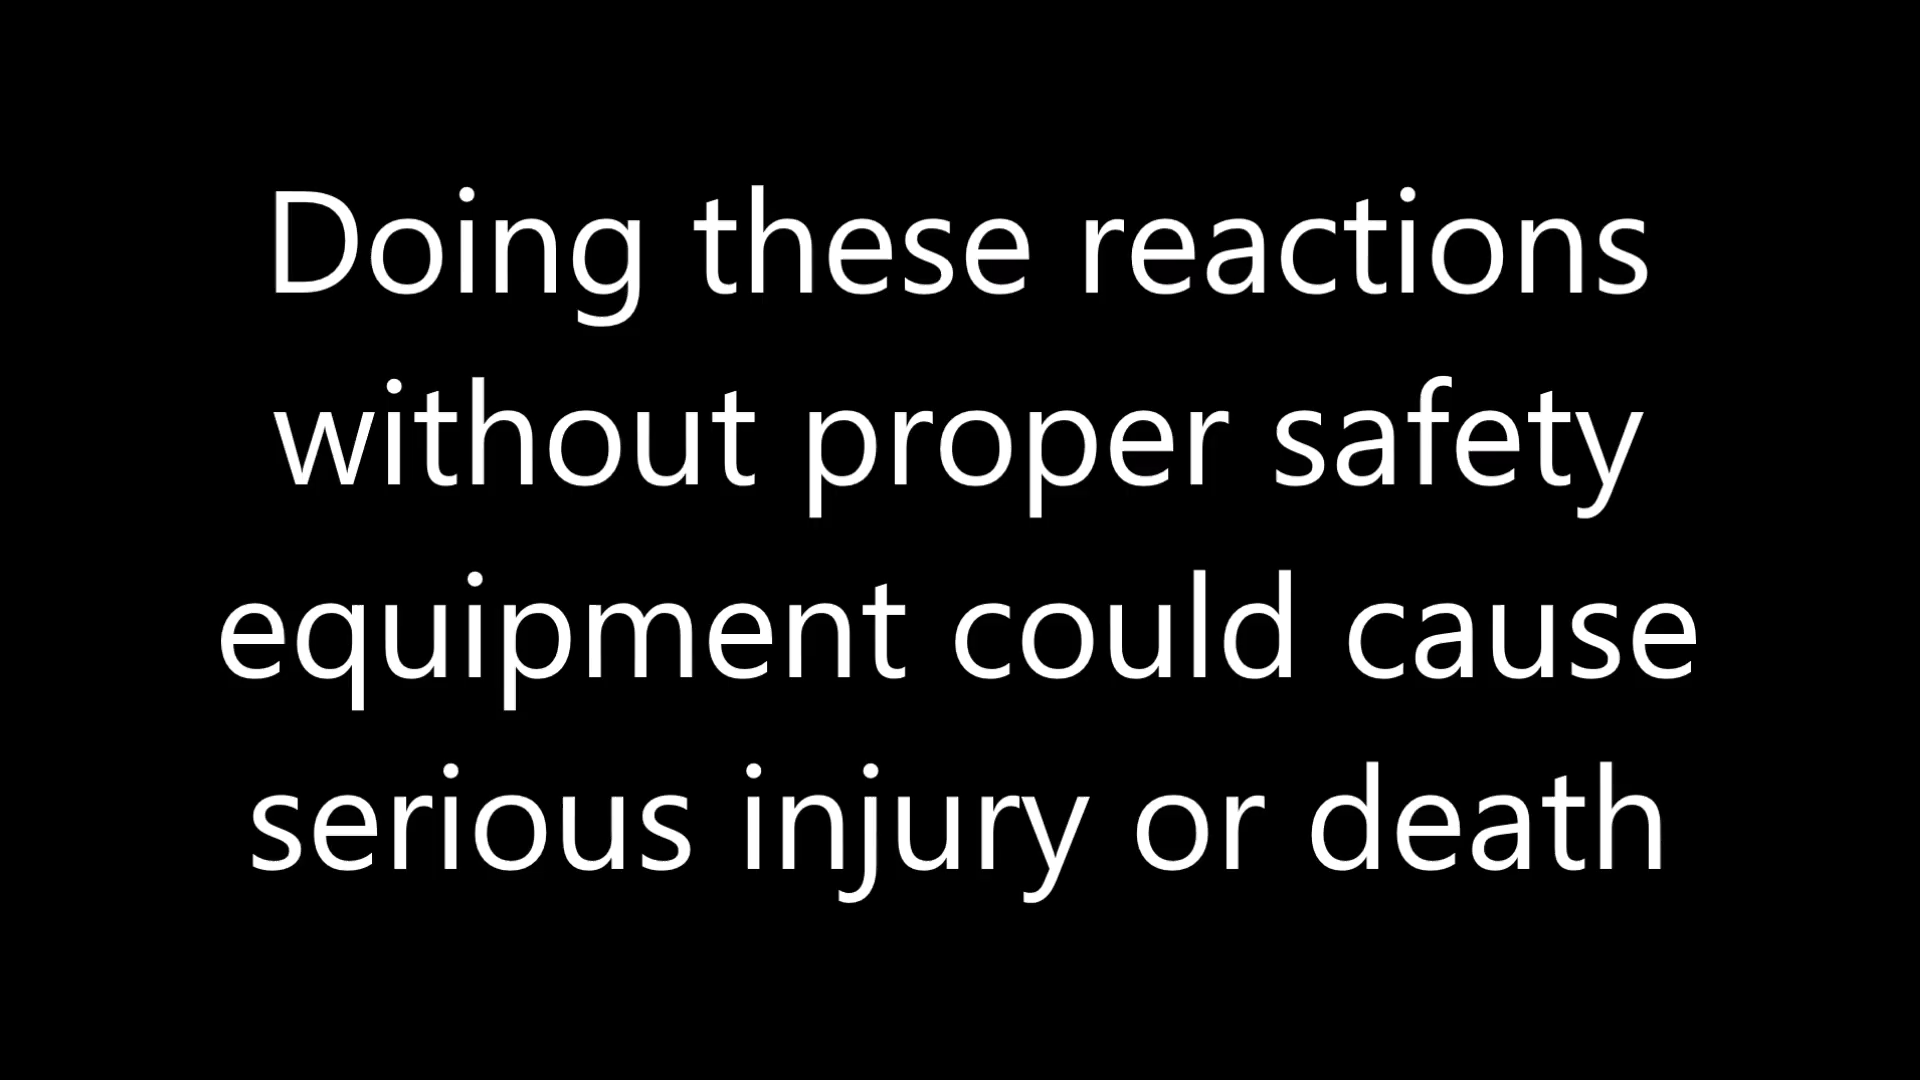 Doing these reactions
without proper safety
equipment could cause
serious injury or death